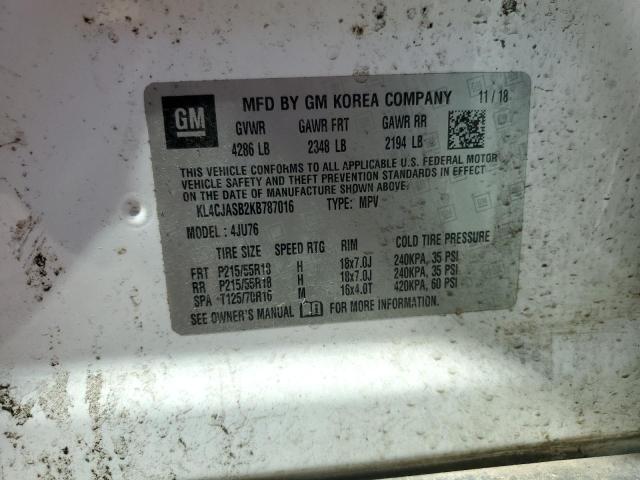 GM MFD BY GM KOREA COMPANY 11/18
GVWR GAWR FRT GAWR RR
4286 LB 2348 LB 2194 LB
THIS VEHICLE CONFORMS TO ALL APPLICABLE U.S. FEDERAL MOTOR
VEHICLE SAFETY AND THEFT PREVENTION STANDARDS IN EFFECT
ON THE DATE OF MANUFACTURE SHOWN ABOVE.
KL4CJASB2KB787016 TYPE: MPV
MODEL: 4JU76
TIRE SIZE SPEED RTG RIM COLD TIRE PRESSURE
FRT P215/55R18 H 18x7.0J 240KPA, 35 PSI
RR P215/55R18 H 18x7.0J 240KPA, 35 PSI
SPA T125/70R16 M 16x4.0T 420KPA, 60 PSI
SEE OWNER'S MANUAL FOR MORE INFORMATION.